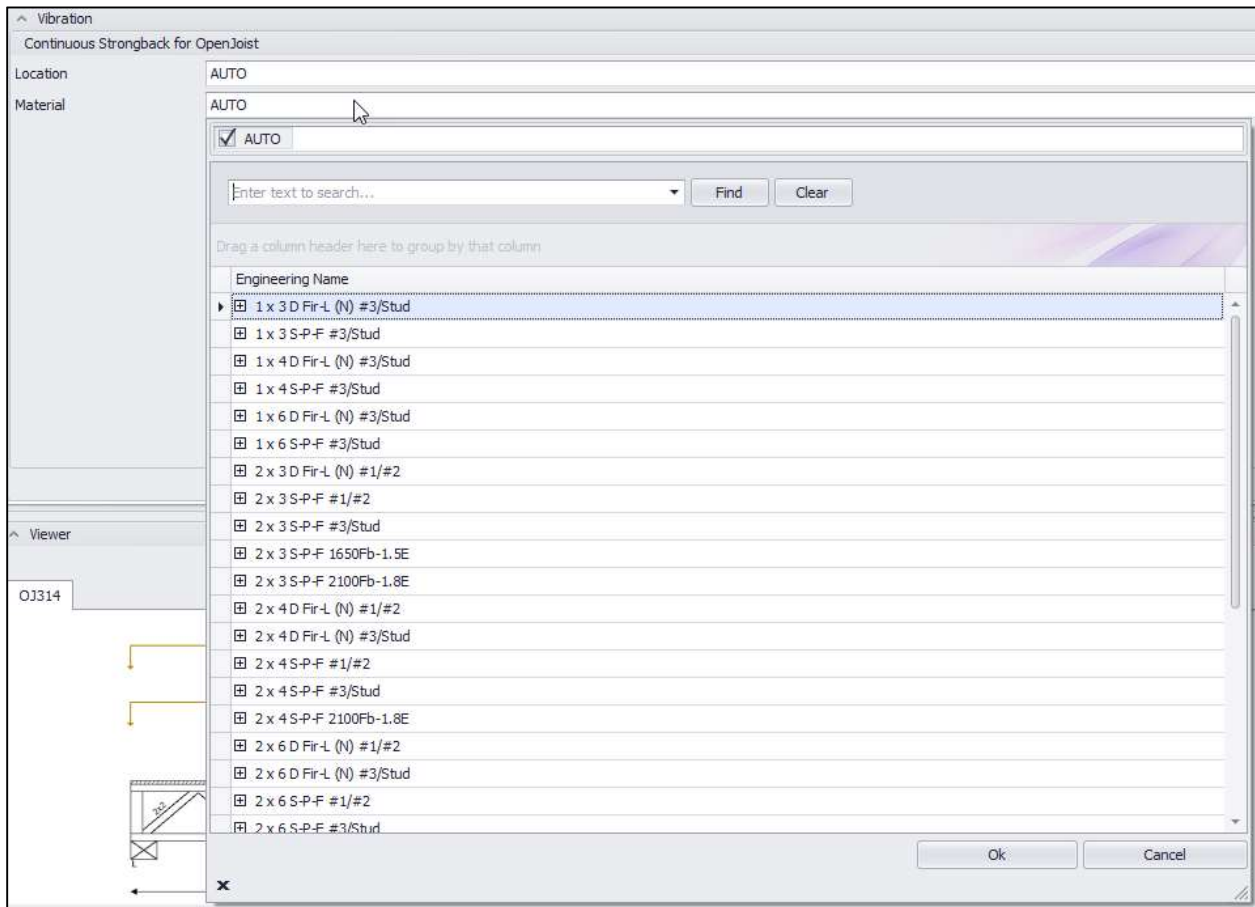 Vibration
Continuous Strongback for OpenJoist
Location AUTO
Material AUTO
AUTO
Enter text to search...
Find Clear
Drag a column header here to group by that column
Engineering Name
1 x 3 D Fir-L (N) #3/Stud
1 x 3 S-P-F #3/Stud
1 x 4 D Fir-L (N) #3/Stud
1 x 4 S-P-F #3/Stud
1 x 6 D Fir-L (N) #3/Stud
1 x 6 S-P-F #3/Stud
2 x 3 D Fir-L (N) #1/#2
2 x 3 S-P-F #1/#2
2 x 3 S-P-F #3/Stud
2 x 3 S-P-F 1650Fb-1.5E
2 x 3 S-P-F 2100Fb-1.8E
2 x 4 D Fir-L (N) #1/#2
2 x 4 D Fir-L (N) #3/Stud
2 x 4 S-P-F #1/#2
2 x 4 S-P-F #3/Stud
2 x 4 S-P-F 2100Fb-1.8E
2 x 6 D Fir-L (N) #1/#2
2 x 6 D Fir-L (N) #3/Stud
2 x 6 S-P-F #1/#2
2 x 6 S-P-F #3/Stud
Ok Cancel
Viewer
OJ314
2x2